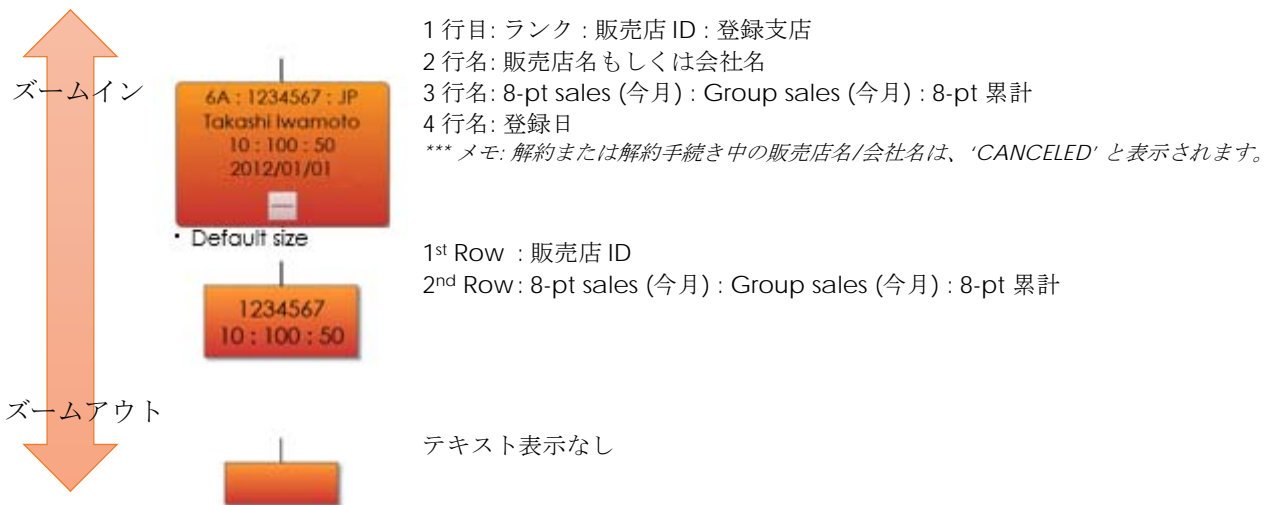 1 行目: ランク : 販売店 ID : 登録支店
2 行名: 販売店名もしくは会社名
ズームイン
3 行名: 8-pt sales (今月) : Group sales (今月) : 8-pt 累計
4 行名: 登録日
*** メモ: 解約または解約手続き中の販売店名/会社名は、‘CANCELED’ と表示されます。
6A : 1234567 : JP
Takashi Iwamoto
10 : 100 : 50
2012/01/01
• Default size
1st Row : 販売店 ID
2nd Row : 8-pt sales (今月) : Group sales (今月) : 8-pt 累計
1234567
10 : 100 : 50
ズームアウト
テキスト表示なし